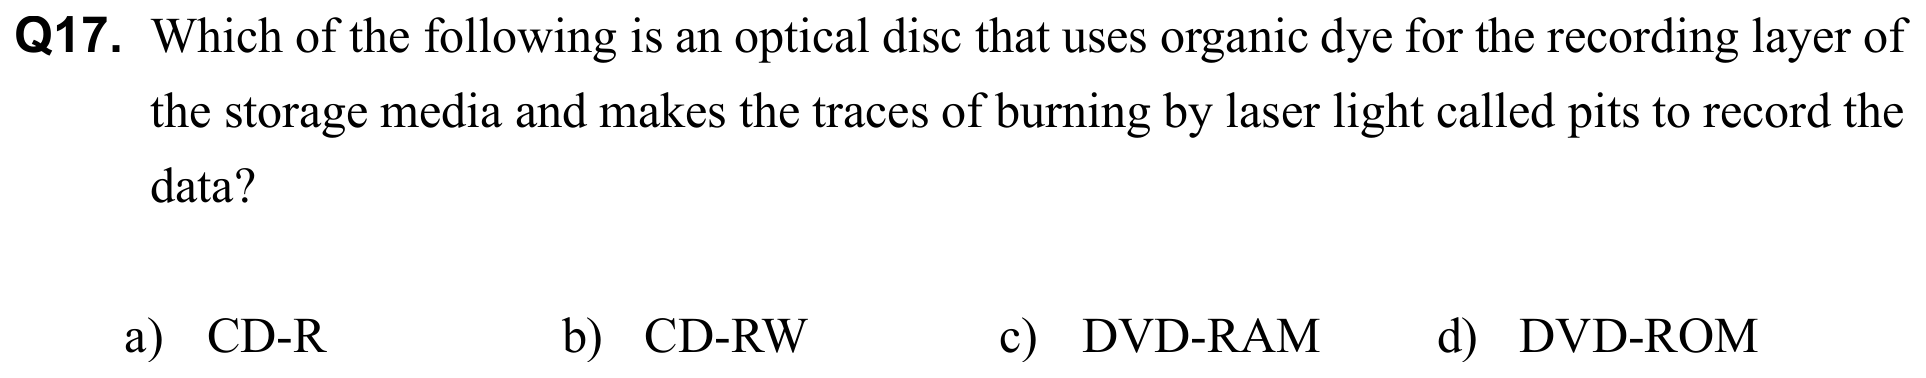 Q17. Which of the following is an optical disc that uses organic dye for the recording layer of
the storage media and makes the traces of burning by laser light called pits to record the
data?
a) CD-R b) CD-RW c) DVD-RAM d) DVD-ROM